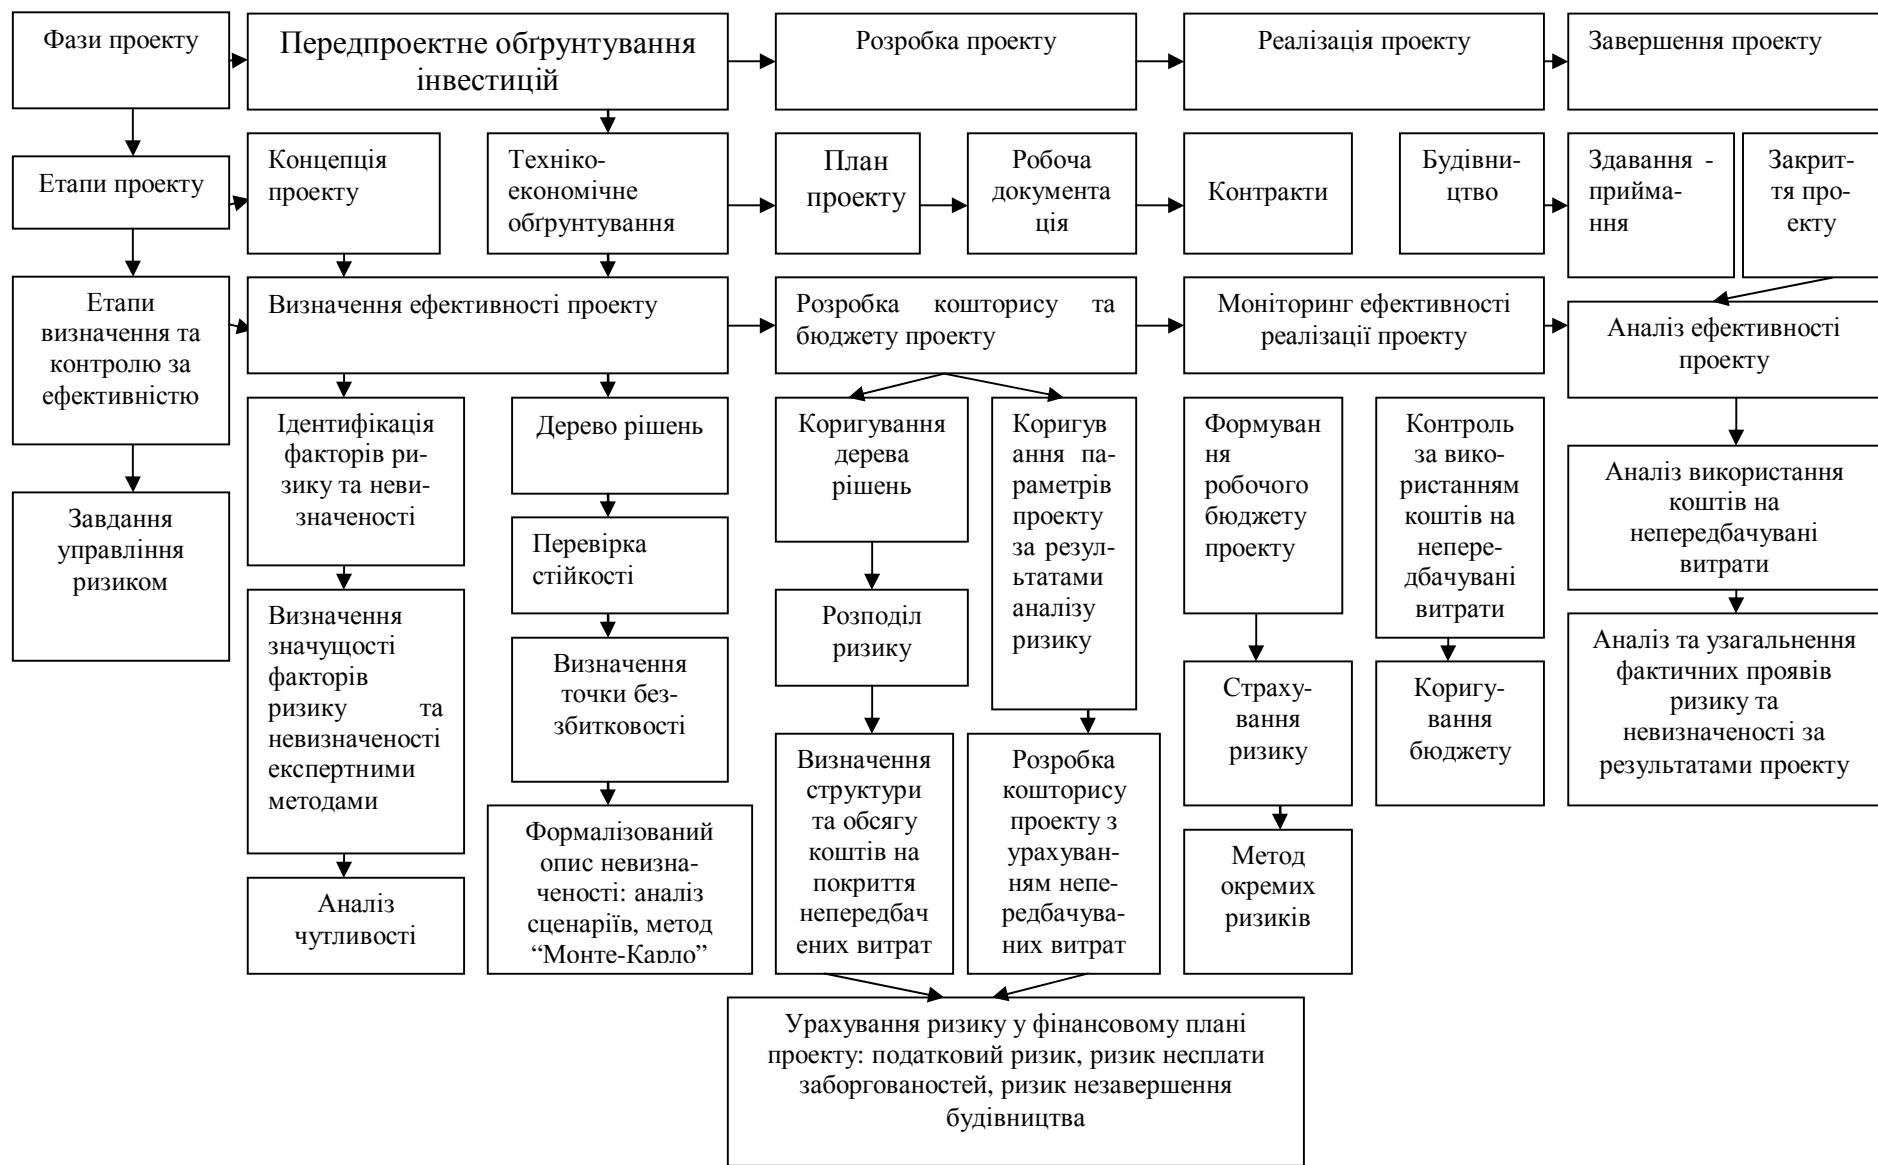 Фази проекту
Передпроектне обґрунтування
інвестицій
Розробка проекту
Реалізація проекту
Завершення проекту
Етапи проекту
Концепція
проекту
Техніко-
економічне
обґрунтування
План
проекту
Робоча
документа
ція
Контракти
Будівни-
цтво
Здавання -
прийма-
ння
Закрит-
тя про-
екту
Етапи
визначення та
контролю за
ефективністю
Визначення ефективності проекту
Розробка кошторису та
бюджету проекту
Моніторинг ефективності
реалізації проекту
Аналіз ефективності
проекту
Завдання
управління
ризиком
Ідентифікація
факторів ри-
зику та неви-
значеності
Визначення
значущості
факторів
ризику та
невизначеності
експертними
методами
Аналіз
чутливості
Дерево рішень
Перевірка
стійкості
Визначення
точки без-
збитковості
Формалізований
опис невизна-
ченості: аналіз
сценаріїв, метод
“Монте-Карло”
Коригування
дерева
рішень
Розподіл
ризику
Визначення
структури
та обсягу
коштів на
покриття
непередбач
ених витрат
Коригув
ання па-
раметрів
проекту
за резул-
ьтатами
аналізу
ризику
Розробка
кошторису
проекту з
урахуван-
ням непе-
редбачува-
них витрат
Урахування ризику у фінансовому плані
проекту: податковий ризик, ризик несплати
заборгованостей, ризик незавершення
будівництва
Формуван
ня
робочого
бюджету
проекту
Страху-
вання
ризику
Метод
окремих
ризиків
Контроль
за вико-
ристанням
коштів на
непере-
дбачувані
витрати
Коригу-
вання
бюджету
Аналіз використання
коштів на
непередбачувані
витрати
Аналіз та узагальнення
фактичних проявів
ризику та
невизначеності за
результатами проекту